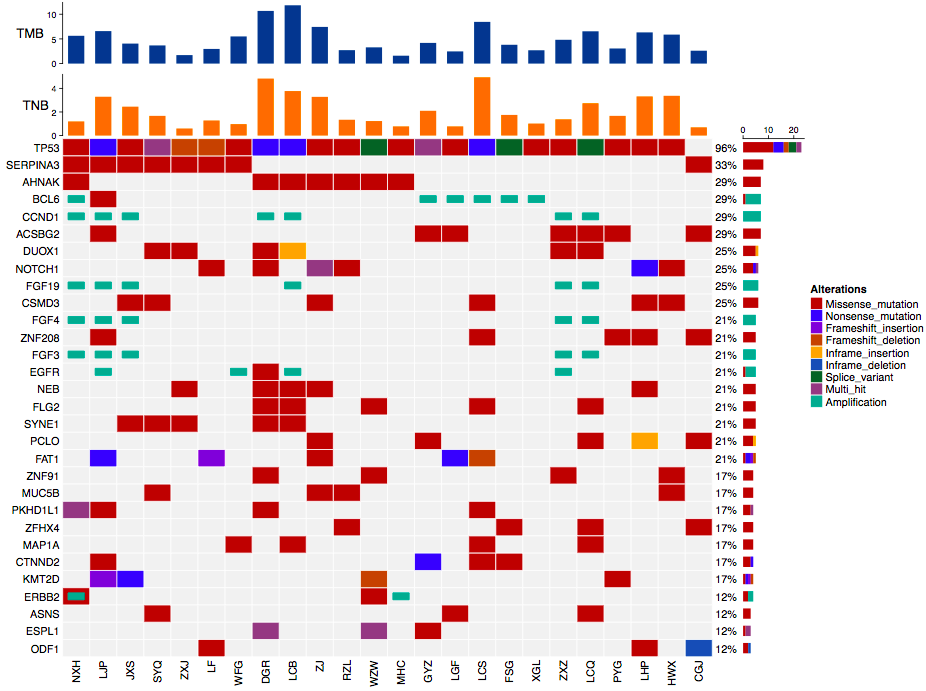 TMB
10
5
0
TNB
4
2
0
0 10 20
TP53 96%
SERPINA3 33%
AHNAK 29%
BCL6 29%
CCND1 29%
ACSBG2 29%
DUOX1 25%
NOTCH1 25%
FGF19 25%
CSMD3 25%
FGF4 21%
ZNF208 21%
FGF3 21%
EGFR 21%
NEB 21%
FLG2 21%
SYNE1 21%
PCLO 21%
FAT1 21%
ZNF91 17%
MUC5B 17%
PKHD1L1 17%
ZFHX4 17%
MAP1A 17%
CTNND2 17%
KMT2D 17%
ERBB2 12%
ASNS 12%
ESPL1 12%
ODF1 12%
NXH LJP JXS SYQ ZXJ LF WFG DGR LCB ZJ RZL WZW MHC GYZ LGF LCS FSG XGL ZXZ LCQ PYG LHP HWX CGJ
Alterations
Missense_mutation
Nonsense_mutation
Frameshift_insertion
Frameshift_deletion
Inframe_insertion
Inframe_deletion
Splice_variant
Multi_hit
Amplification